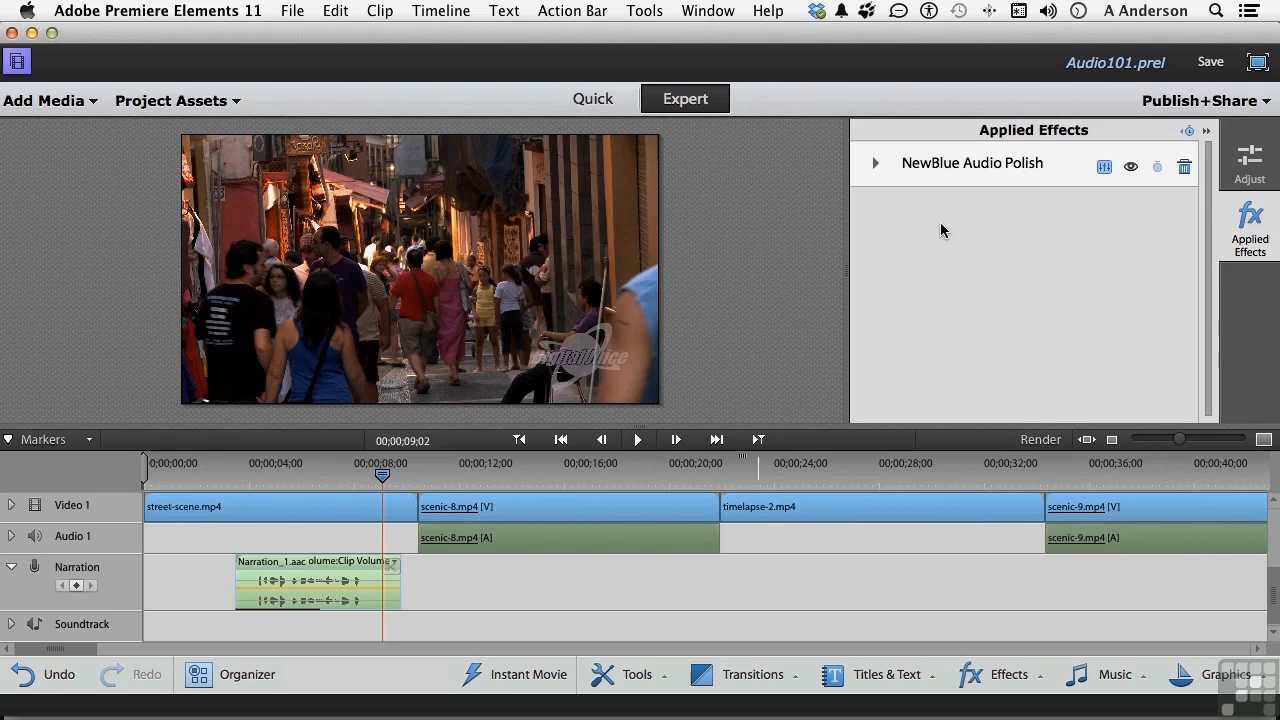 Adobe Premiere Elements 11 File Edit Clip Timeline Text Action Bar Tools Window Help A Anderson
Audio101.prel Save
Add Media Project Assets Quick Expert Publish+Share
Applied Effects
NewBlue Audio Polish
Adjust
fx
Applied
Effects
digitalJuice
Markers 00;00;09;02 Render
0;00;00;00 00;00;04;00 00;00;08;00 00;00;12;00 00;00;16;00 00;00;20;00 00;00;24;00 00;00;28;00 00;00;32;00 00;00;36;00 00;00;40;00
Video 1 street-scene.mp4 scenic-8.mp4 [V] timelapse-2.mp4 scenic-9.mp4 [V]
Audio 1 scenic-8.mp4 [A] scenic-9.mp4 [A]
Narration Narration_1.aac olume:Clip Volume
Soundtrack
Undo Redo Organizer Instant Movie Tools Transitions T Titles & Text fx Effects Music Graphics